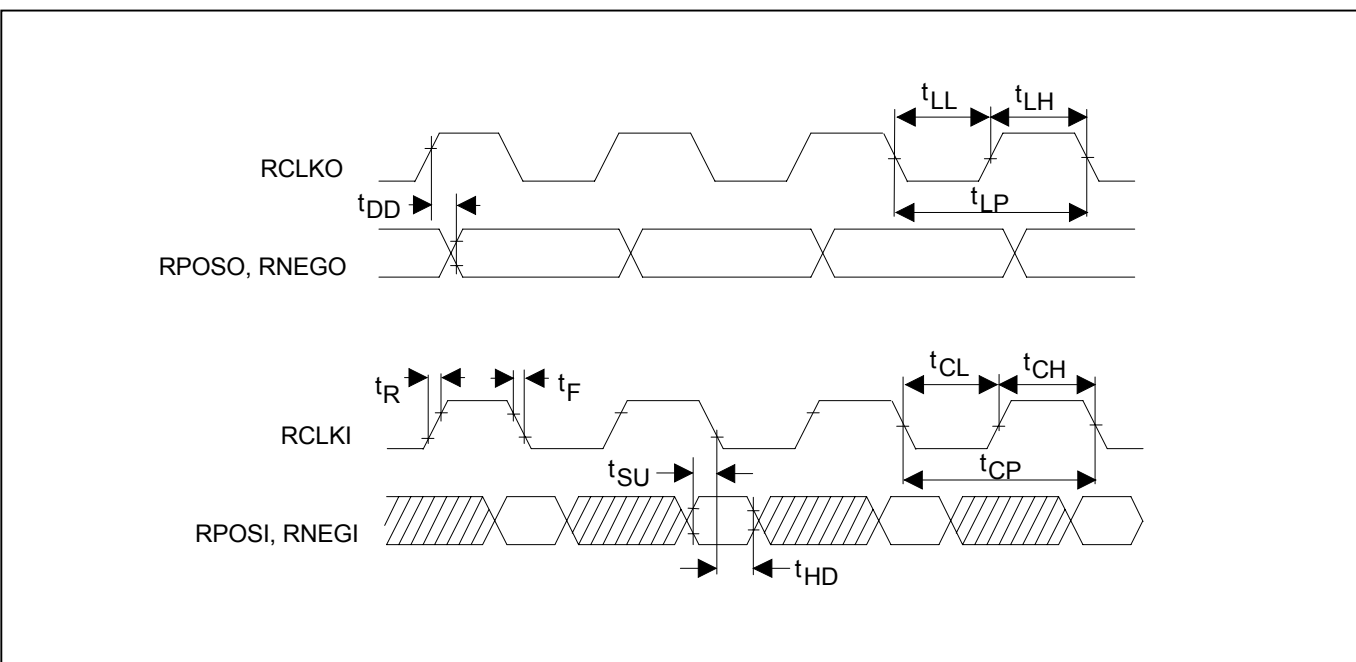 tLL tLH
RCLKO
tDD tLP
RPOSO, RNEGO
tR tF tCL tCH
RCLKI
tSU tCP
RPOSI, RNEGI
tHD